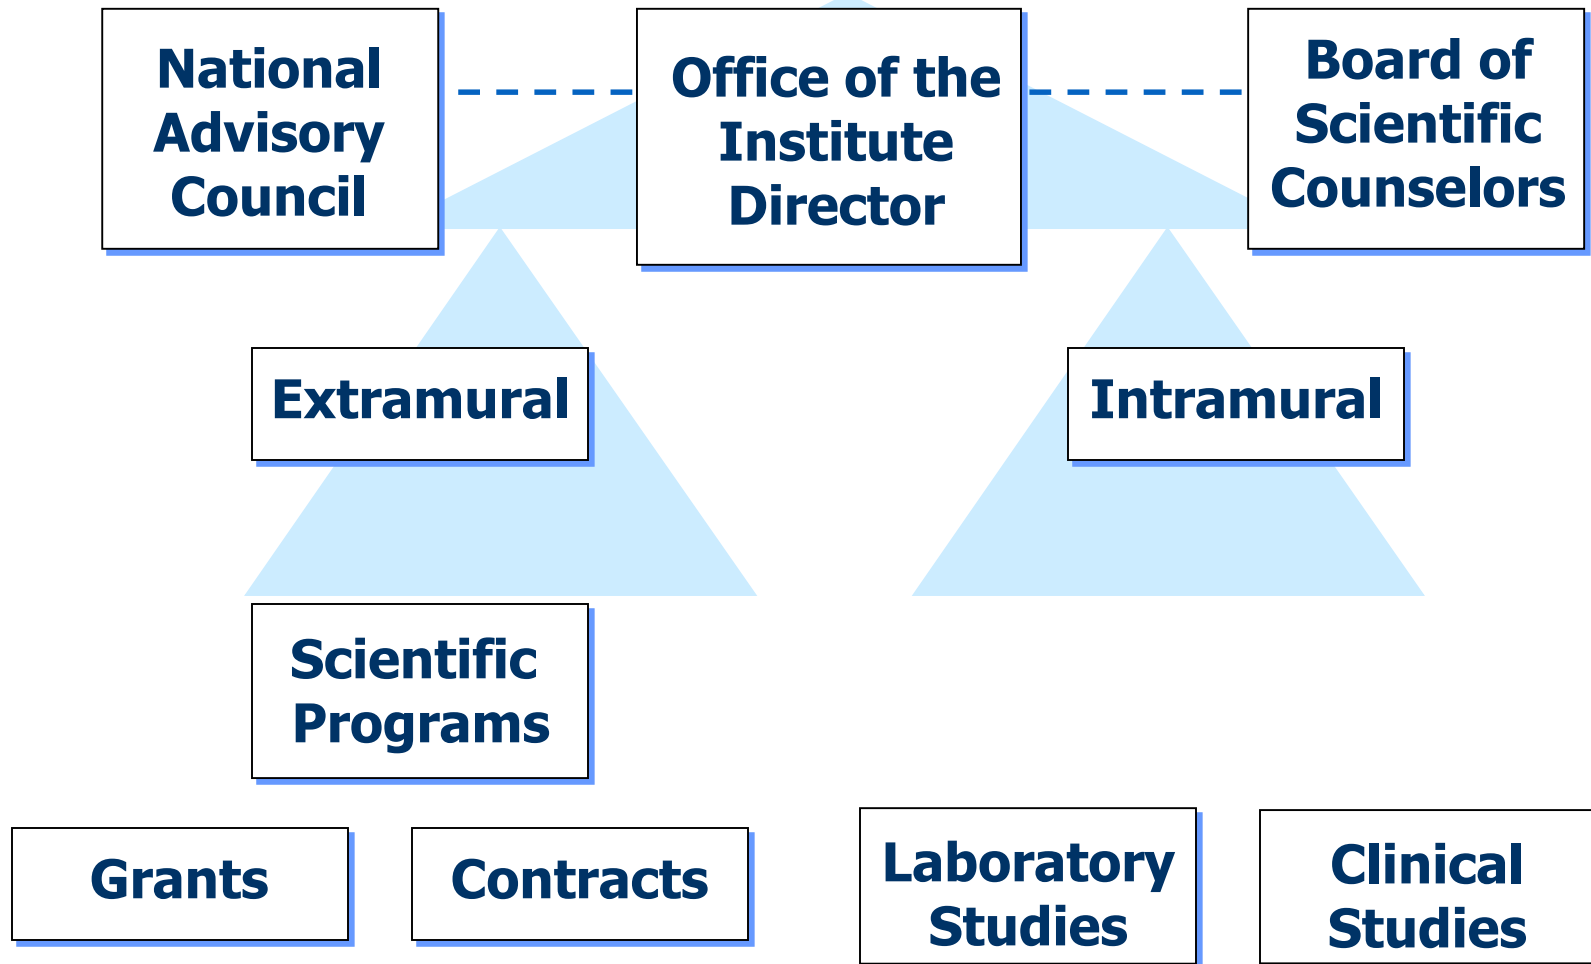 National
Advisory
Council
Office of the
Institute
Director
Board of
Scientific
Counselors
Extramural
Intramural
Scientific
Programs
Grants
Contracts
Laboratory
Studies
Clinical
Studies